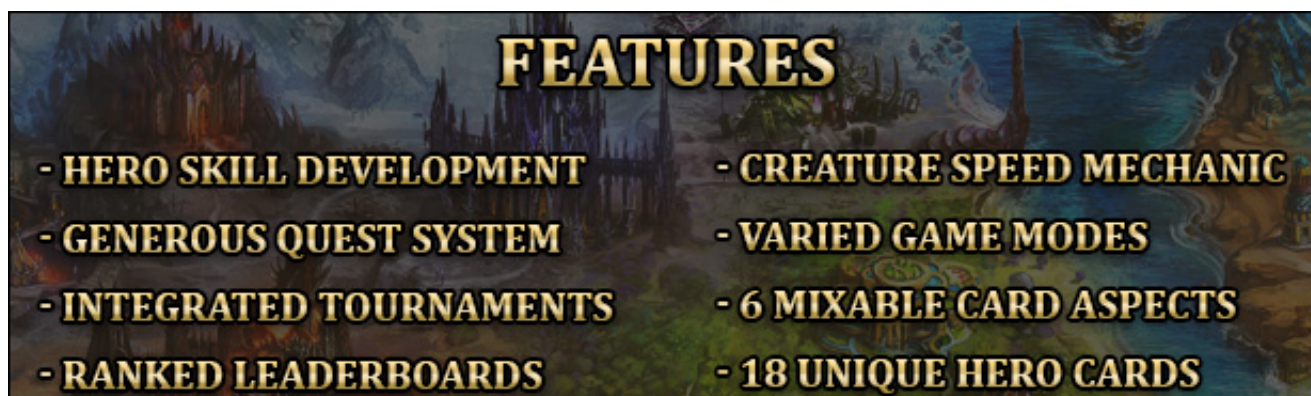 FEATURES
- HERO SKILL DEVELOPMENT
- GENEROUS QUEST SYSTEM
- INTEGRATED TOURNAMENTS
- RANKED LEADERBOARDS
- CREATURE SPEED MECHANIC
- VARIED GAME MODES
- 6 MIXABLE CARD ASPECTS
- 18 UNIQUE HERO CARDS